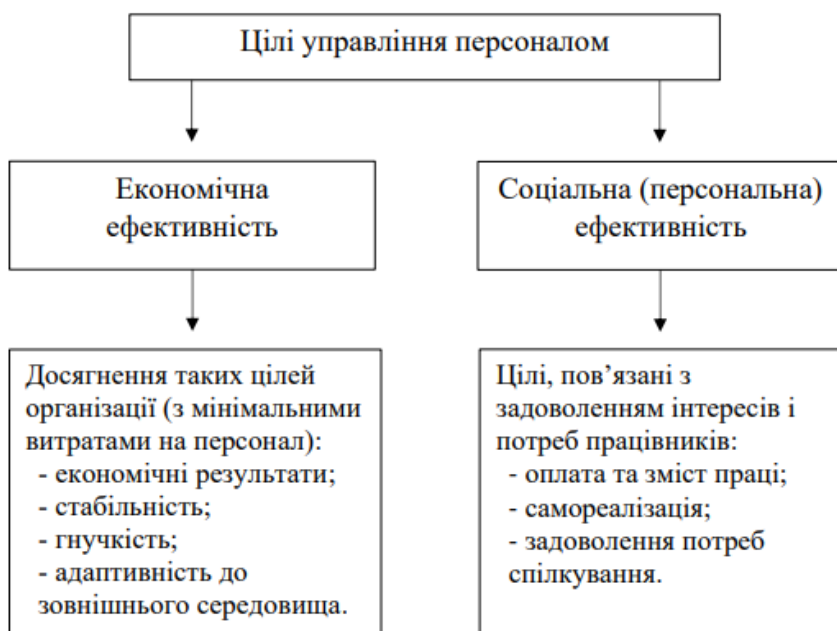 Цілі управління персоналом
Економічна
ефективність
Соціальна (персональна)
ефективність
Досягнення таких цілей
організації (з мінімальними
витратами на персонал):
- економічні результати;
- стабільність;
- гнучкість;
- адаптивність до
зовнішнього середовища.
Цілі, пов’язані з
задоволенням інтересів і
потреб працівників:
- оплата та зміст праці;
- самореалізація;
- задоволення потреб
спілкування.